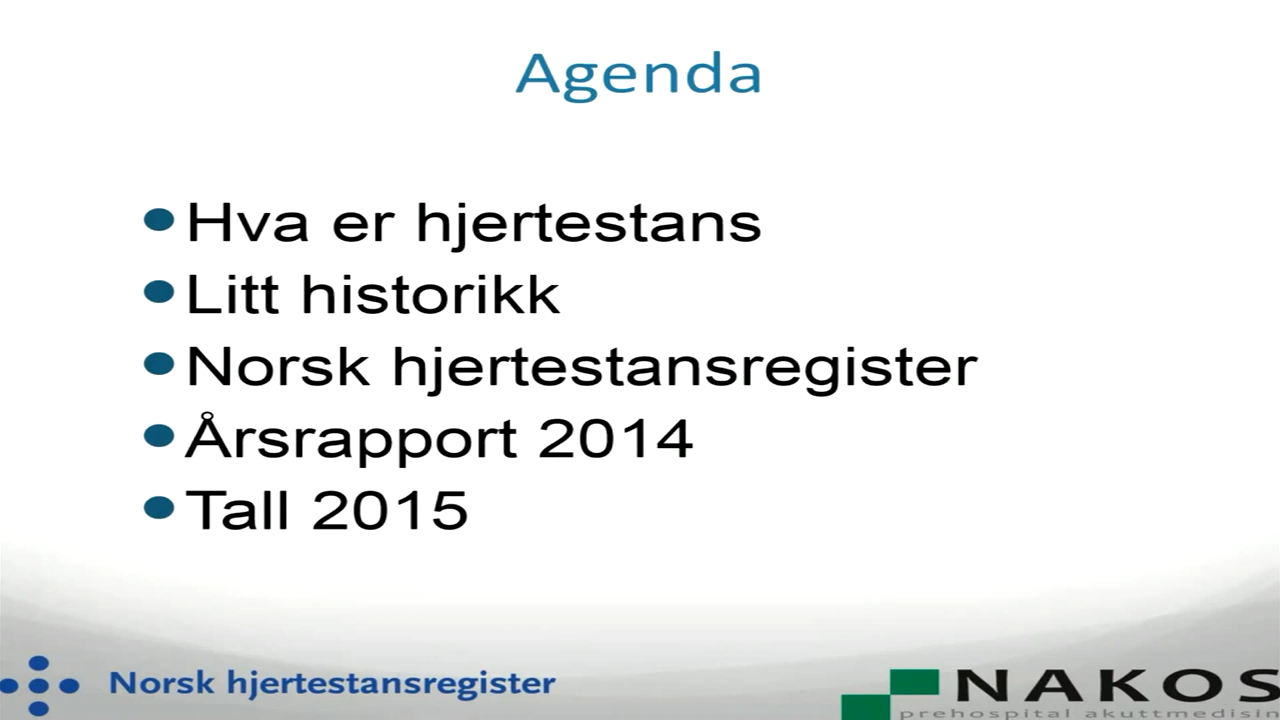 Agenda
•Hva er hjertestans
•Litt historikk
•Norsk hjertestansregister
•Årsrapport 2014
•Tall 2015
Norsk hjertestansregister
NAKOS
prehospital akuttmedisin